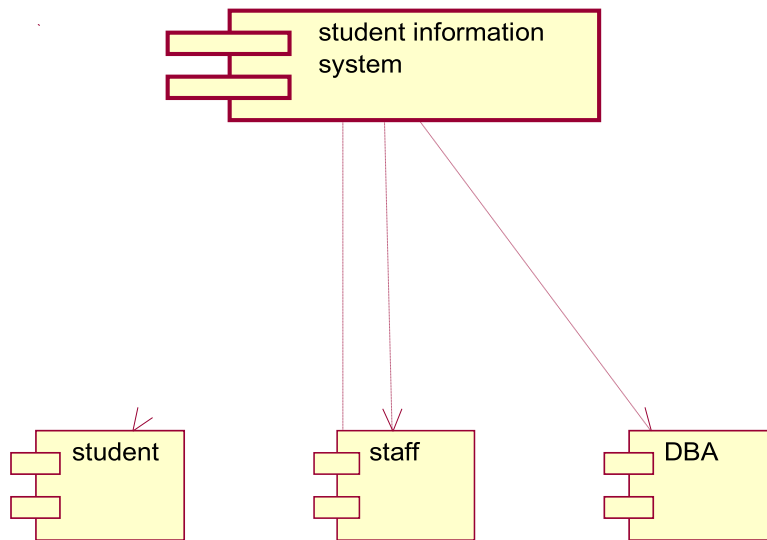 student information
system
student
staff
DBA